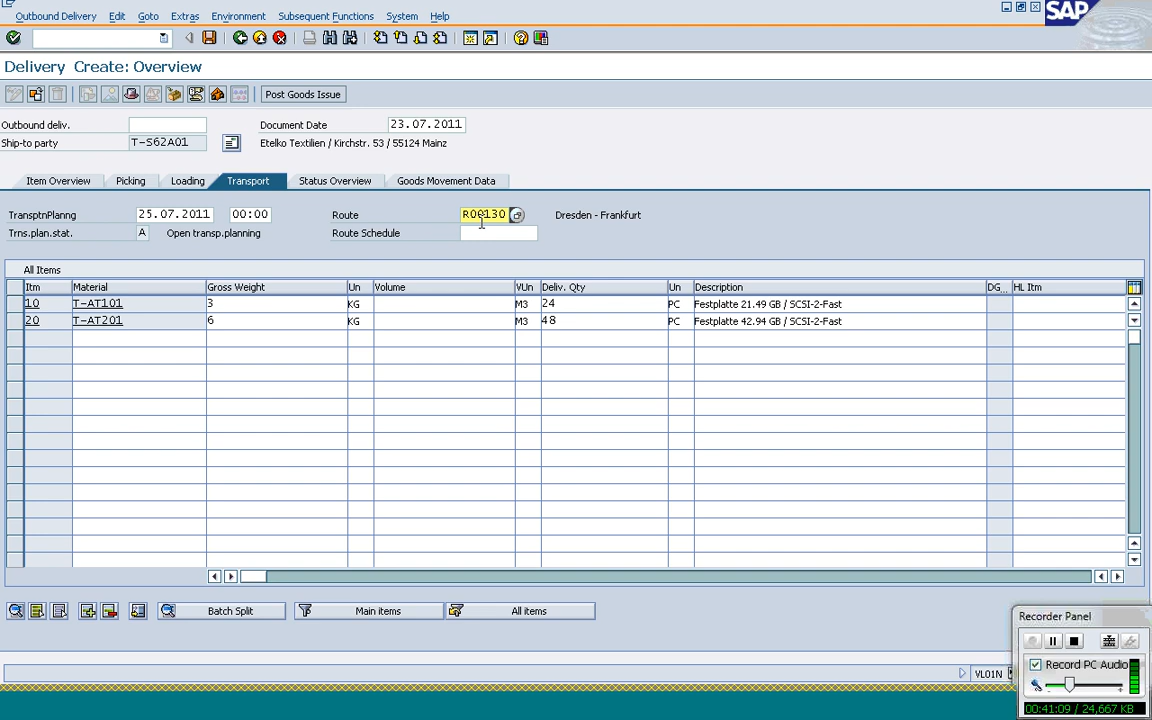 Outbound Delivery Edit Goto Extras Environment Subsequent Functions System Help
SAP
Delivery Create: Overview
Post Goods Issue
Outbound deliv. Document Date 23.07.2011
Ship-to party T-S62A01 Etelko Textilien / Kirchstr. 53 / 55124 Mainz
Item Overview Picking Loading Transport Status Overview Goods Movement Data
TransptnPlanng 25.07.2011 00:00 Route R00130 Dresden - Frankfurt
Trns.plan.stat. A Open transp.planning Route Schedule
All Items
Itm Material Gross Weight Un Volume VUn Deliv. Qty Un Description DG... HL Itm
10 T-AT101 3 KG M3 24 PC Festplatte 21.49 GB / SCSI-2-Fast
20 T-AT201 6 KG M3 48 PC Festplatte 42.94 GB / SCSI-2-Fast
Batch Split Main items All items
Recorder Panel
Record PC Audio
VL01N
00:41:09 / 24,667 KB